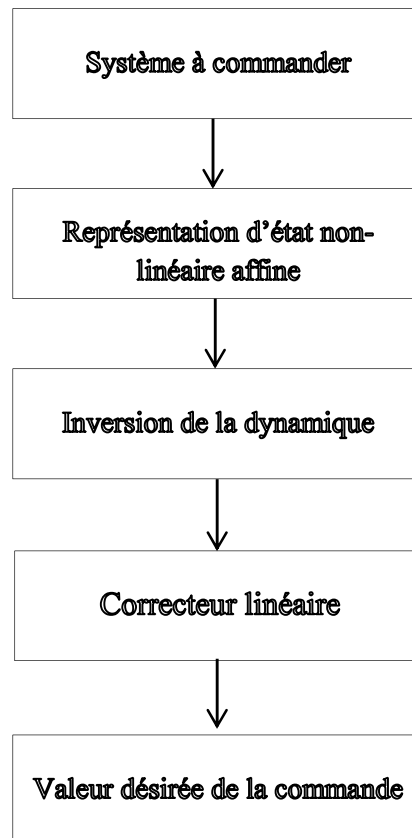 Système à commander
Représentation d'état non-
linéaire affine
Inversion de la dynamique
Correcteur linéaire
Valeur désirée de la commande